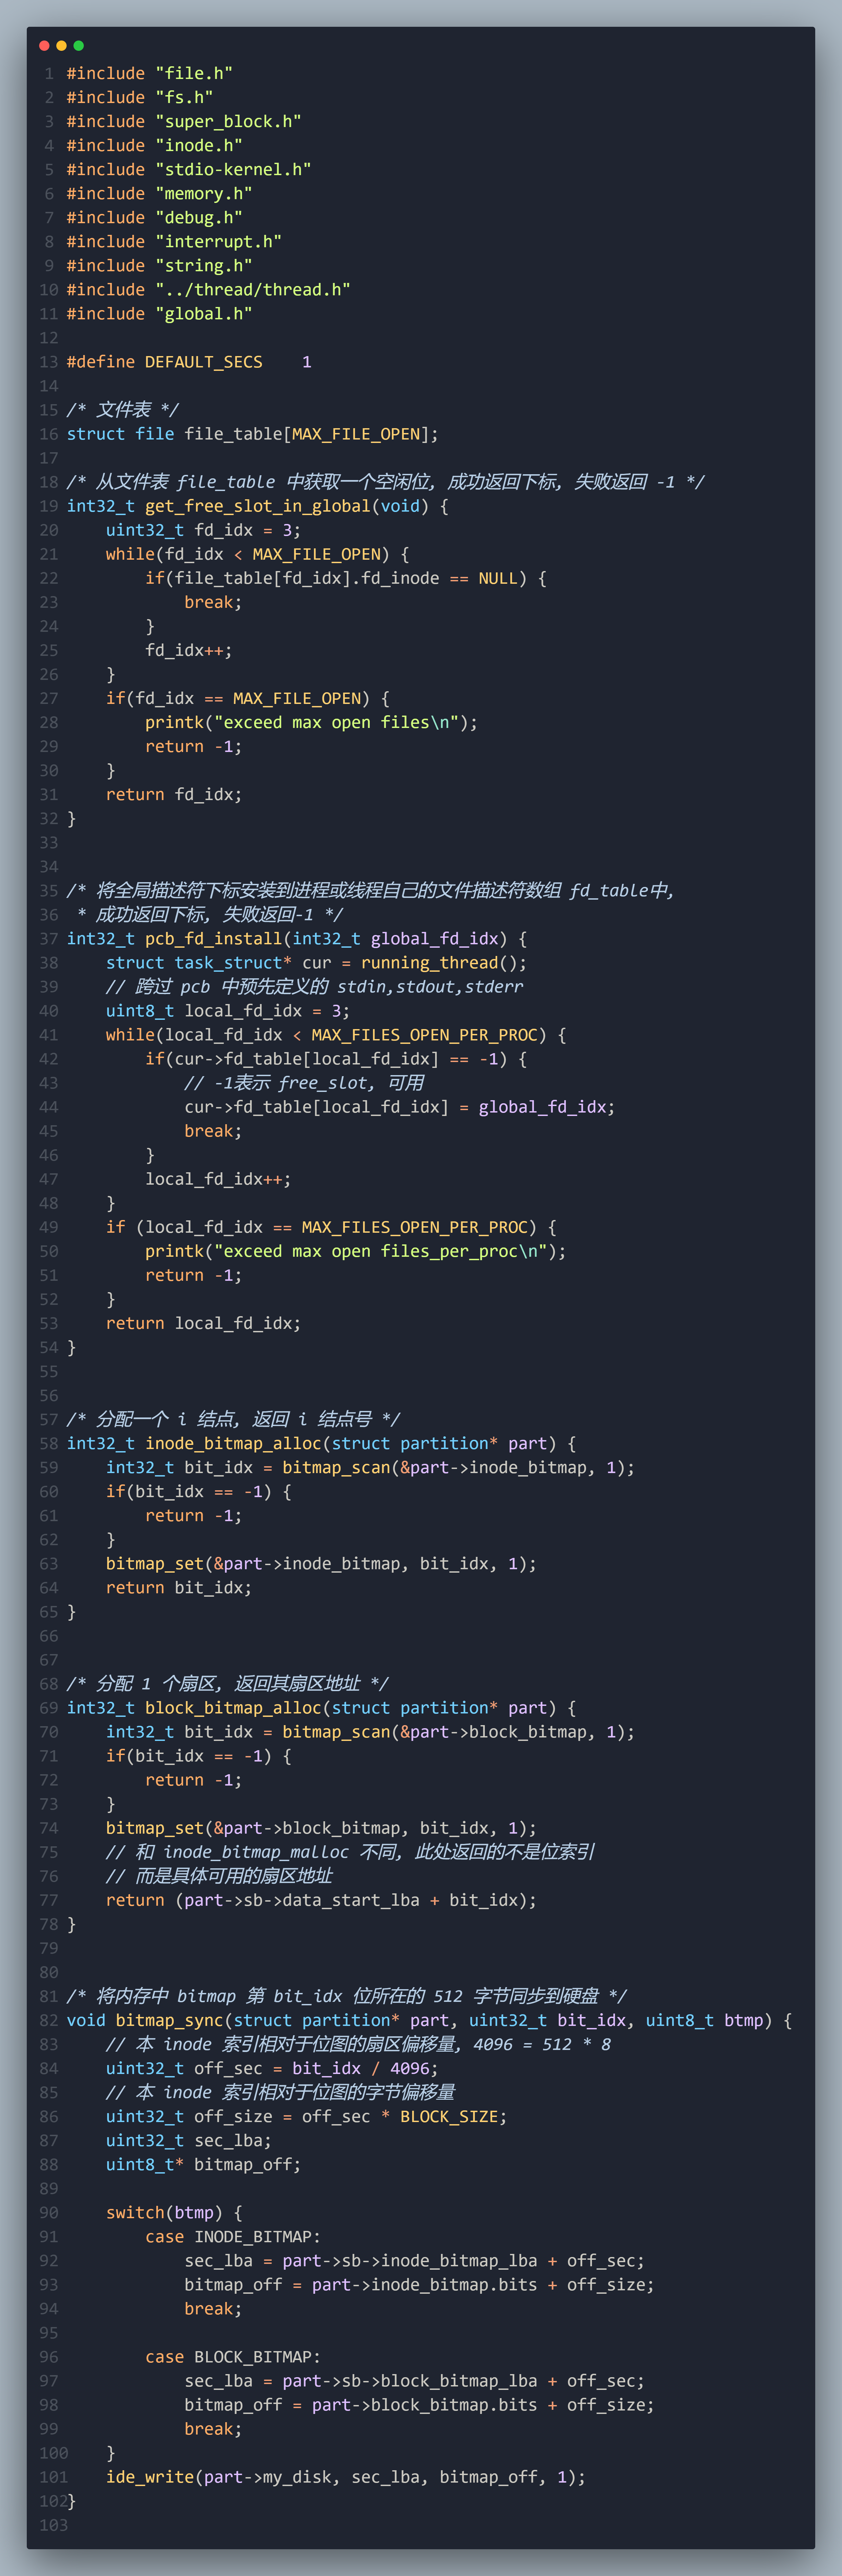 1 #include "file.h"
2 #include "fs.h"
3 #include "super_block.h"
4 #include "inode.h"
5 #include "stdio-kernel.h"
6 #include "memory.h"
7 #include "debug.h"
8 #include "interrupt.h"
9 #include "string.h"
10 #include "../thread/thread.h"
11 #include "global.h"
12
13 #define DEFAULT_SECS    1
14
15 /* 文件表 */
16 struct file file_table[MAX_FILE_OPEN];
17
18 /* 从文件表 file_table 中获取一个空闲位, 成功返回下标, 失败返回 -1 */
19 int32_t get_free_slot_in_global(void) {
20     uint32_t fd_idx = 3;
21     while(fd_idx < MAX_FILE_OPEN) {
22         if(file_table[fd_idx].fd_inode == NULL) {
23             break;
24         }
25         fd_idx++;
26     }
27     if(fd_idx == MAX_FILE_OPEN) {
28         printk("exceed max open files\n");
29         return -1;
30     }
31     return fd_idx;
32 }
33
34
35 /* 将全局描述符下标安装到进程或线程自己的文件描述符数组 fd_table中,
36  * 成功返回下标, 失败返回-1 */
37 int32_t pcb_fd_install(int32_t global_fd_idx) {
38     struct task_struct* cur = running_thread();
39     // 跨过 pcb 中预先定义的 stdin,stdout,stderr
40     uint8_t local_fd_idx = 3;
41     while(local_fd_idx < MAX_FILES_OPEN_PER_PROC) {
42         if(cur->fd_table[local_fd_idx] == -1) {
43             // -1表示 free_slot, 可用
44             cur->fd_table[local_fd_idx] = global_fd_idx;
45             break;
46         }
47         local_fd_idx++;
48     }
49     if (local_fd_idx == MAX_FILES_OPEN_PER_PROC) {
50         printk("exceed max open files_per_proc\n");
51         return -1;
52     }
53     return local_fd_idx;
54 }
55
56
57 /* 分配一个 i 结点, 返回 i 结点号 */
58 int32_t inode_bitmap_alloc(struct partition* part) {
59     int32_t bit_idx = bitmap_scan(&part->inode_bitmap, 1);
60     if(bit_idx == -1) {
61         return -1;
62     }
63     bitmap_set(&part->inode_bitmap, bit_idx, 1);
64     return bit_idx;
65 }
66
67
68 /* 分配 1 个扇区, 返回其扇区地址 */
69 int32_t block_bitmap_alloc(struct partition* part) {
70     int32_t bit_idx = bitmap_scan(&part->block_bitmap, 1);
71     if(bit_idx == -1) {
72         return -1;
73     }
74     bitmap_set(&part->block_bitmap, bit_idx, 1);
75     // 和 inode_bitmap_malloc 不同, 此处返回的不是位索引
76     // 而是具体可用的扇区地址
77     return (part->sb->data_start_lba + bit_idx);
78 }
79
80
81 /* 将内存中 bitmap 第 bit_idx 位所在的 512 字节同步到硬盘 */
82 void bitmap_sync(struct partition* part, uint32_t bit_idx, uint8_t btmp) {
83     // 本 inode 索引相对于位图的扇区偏移量, 4096 = 512 * 8
84     uint32_t off_sec = bit_idx / 4096;
85     // 本 inode 索引相对于位图的字节偏移量
86     uint32_t off_size = off_sec * BLOCK_SIZE;
87     uint32_t sec_lba;
88     uint8_t* bitmap_off;
89
90     switch(btmp) {
91         case INODE_BITMAP:
92             sec_lba = part->sb->inode_bitmap_lba + off_sec;
93             bitmap_off = part->inode_bitmap.bits + off_size;
94             break;
95
96         case BLOCK_BITMAP:
97             sec_lba = part->sb->block_bitmap_lba + off_sec;
98             bitmap_off = part->block_bitmap.bits + off_size;
99             break;
100     }
101     ide_write(part->my_disk, sec_lba, bitmap_off, 1);
102}
103